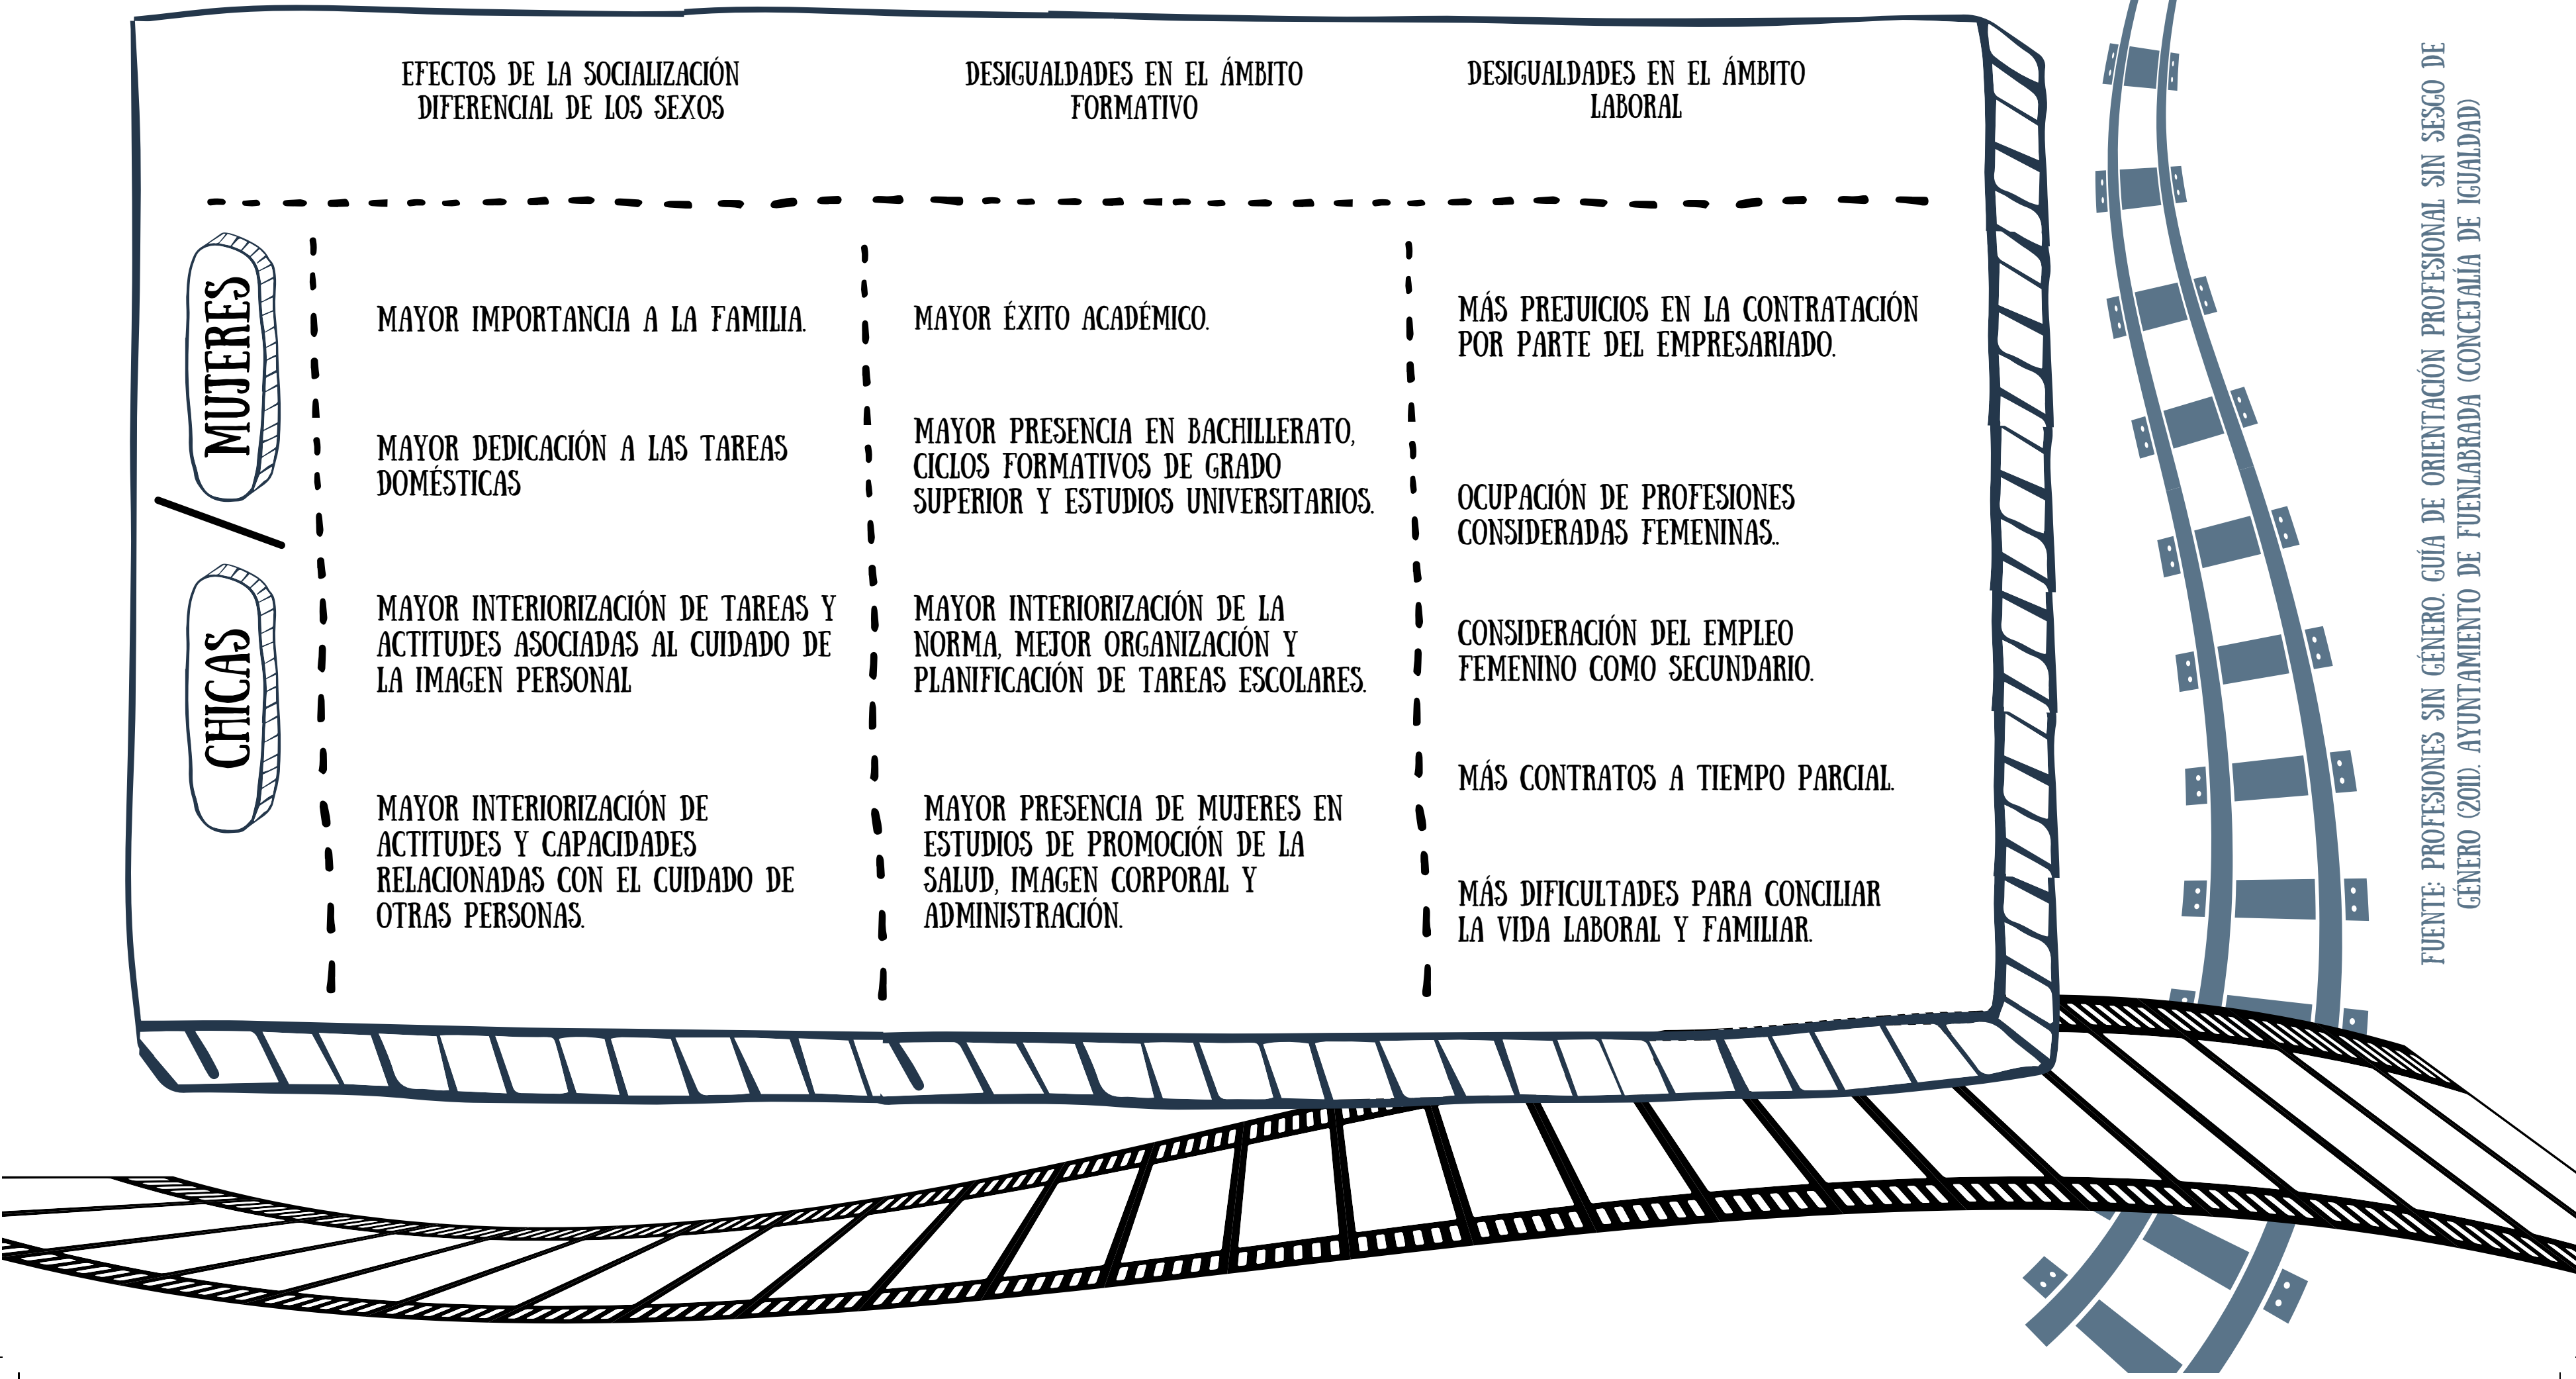 EFECTOS DE LA SOCIALIZACIÓN
DIFERENCIAL DE LOS SEXOS
DESIGUALDADES EN EL ÁMBITO
FORMATIVO
DESIGUALDADES EN EL ÁMBITO
LABORAL
CHICAS / MUJERES
MAYOR IMPORTANCIA A LA FAMILIA.
MAYOR DEDICACIÓN A LAS TAREAS
DOMÉSTICAS
MAYOR INTERIORIZACIÓN DE TAREAS Y
ACTITUDES ASOCIADAS AL CUIDADO DE
LA IMAGEN PERSONAL
MAYOR INTERIORIZACIÓN DE
ACTITUDES Y CAPACIDADES
RELACIONADAS CON EL CUIDADO DE
OTRAS PERSONAS.
MAYOR ÉXITO ACADÉMICO.
MAYOR PRESENCIA EN BACHILLERATO,
CICLOS FORMATIVOS DE GRADO
SUPERIOR Y ESTUDIOS UNIVERSITARIOS.
MAYOR INTERIORIZACIÓN DE LA
NORMA, MEJOR ORGANIZACIÓN Y
PLANIFICACIÓN DE TAREAS ESCOLARES.
MAYOR PRESENCIA DE MUJERES EN
ESTUDIOS DE PROMOCIÓN DE LA
SALUD, IMAGEN CORPORAL Y
ADMINISTRACIÓN.
MÁS PREJUICIOS EN LA CONTRATACIÓN
POR PARTE DEL EMPRESARIADO.
OCUPACIÓN DE PROFESIONES
CONSIDERADAS FEMENINAS..
CONSIDERACIÓN DEL EMPLEO
FEMENINO COMO SECUNDARIO.
MÁS CONTRATOS A TIEMPO PARCIAL.
MÁS DIFICULTADES PARA CONCILIAR
LA VIDA LABORAL Y FAMILIAR.
FUENTE: PROFESIONES SIN GÉNERO. GUÍA DE ORIENTACIÓN PROFESIONAL SIN SESGO DE
GÉNERO (2011). AYUNTAMIENTO DE FUENLABRADA (CONCEJALÍA DE IGUALDAD)